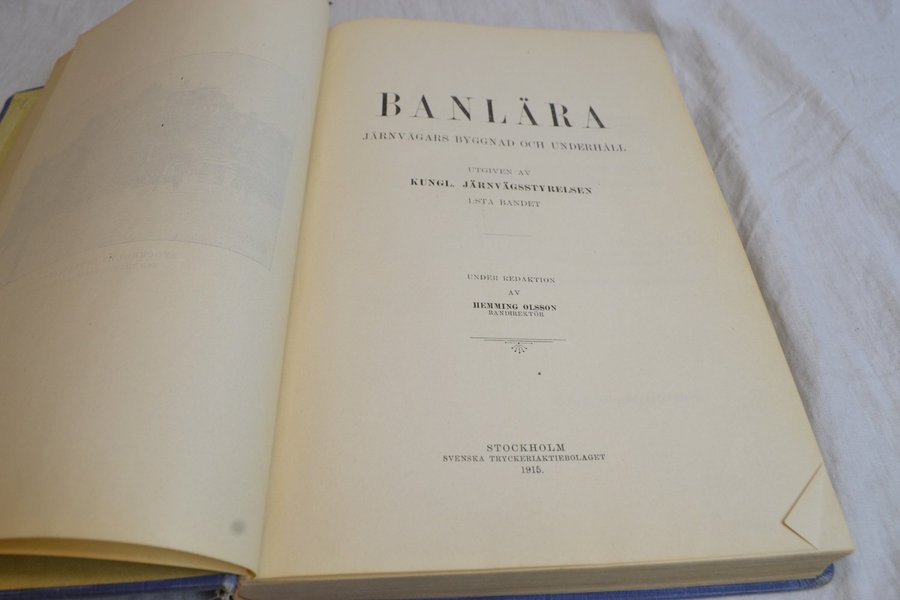 BANLÄRA
JÄRNVÄGARS BYGGNAD OCH UNDERHÅLL
UTGIVEN AV
KUNGL. JÄRNVÄGSSTYRELSEN
1:STA BANDET
UNDER REDAKTION
AV
HEMMING OLSSON
BANDIREKTÖR
STOCKHOLM
SVENSKA TRYCKERIAKTIEBOLAGET
1915.